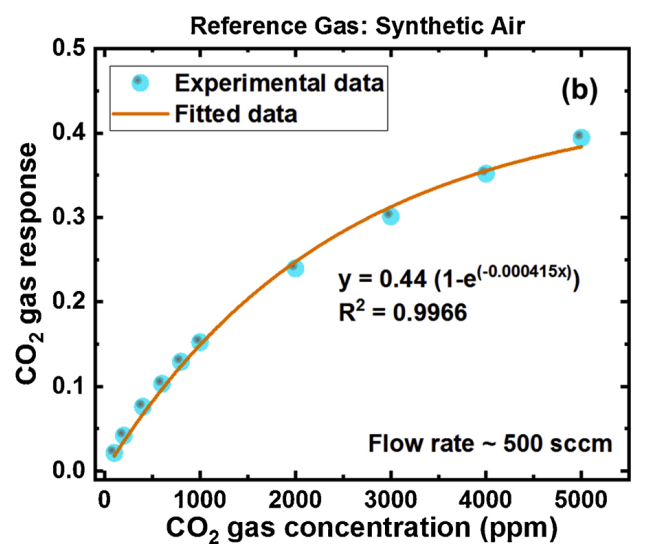 Reference Gas: Synthetic Air
0.5
0.4
0.3
0.2
0.1
0.0
CO₂ gas response
Experimental data
Fitted data
(b)
y = 0.44 (1-e^(-0.000415x))
R² = 0.9966
Flow rate ~ 500 sccm
0 1000 2000 3000 4000 5000
CO₂ gas concentration (ppm)